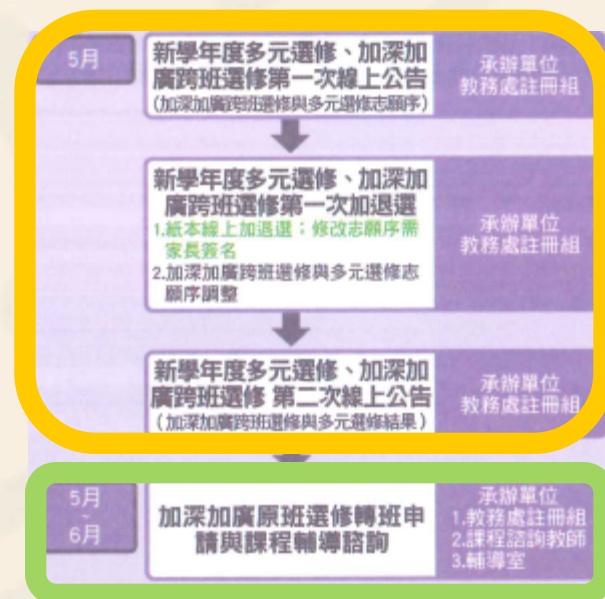 5月
新學年度多元選修、加深加
廣跨班選修第一次線上公告
(加深加廣跨班選修與多元選修志願序)
承辦單位
教務處註冊組
新學年度多元選修、加深加
廣跨班選修第一次加退選
1.紙本線上加退選；修改志願序需
家長簽名
2.加深加廣跨班選修與多元選修志
願序調整
承辦單位
教務處註冊組
新學年度多元選修、加深加
廣跨班選修 第二次線上公告
(加深加廣跨班選修與多元選修結果)
承辦單位
教務處註冊組
5月
~
6月
加深加廣原班選修轉班申
請與課程輔導諮詢
承辦單位
1.教務處註冊組
2.課程諮詢教師
3.輔導室